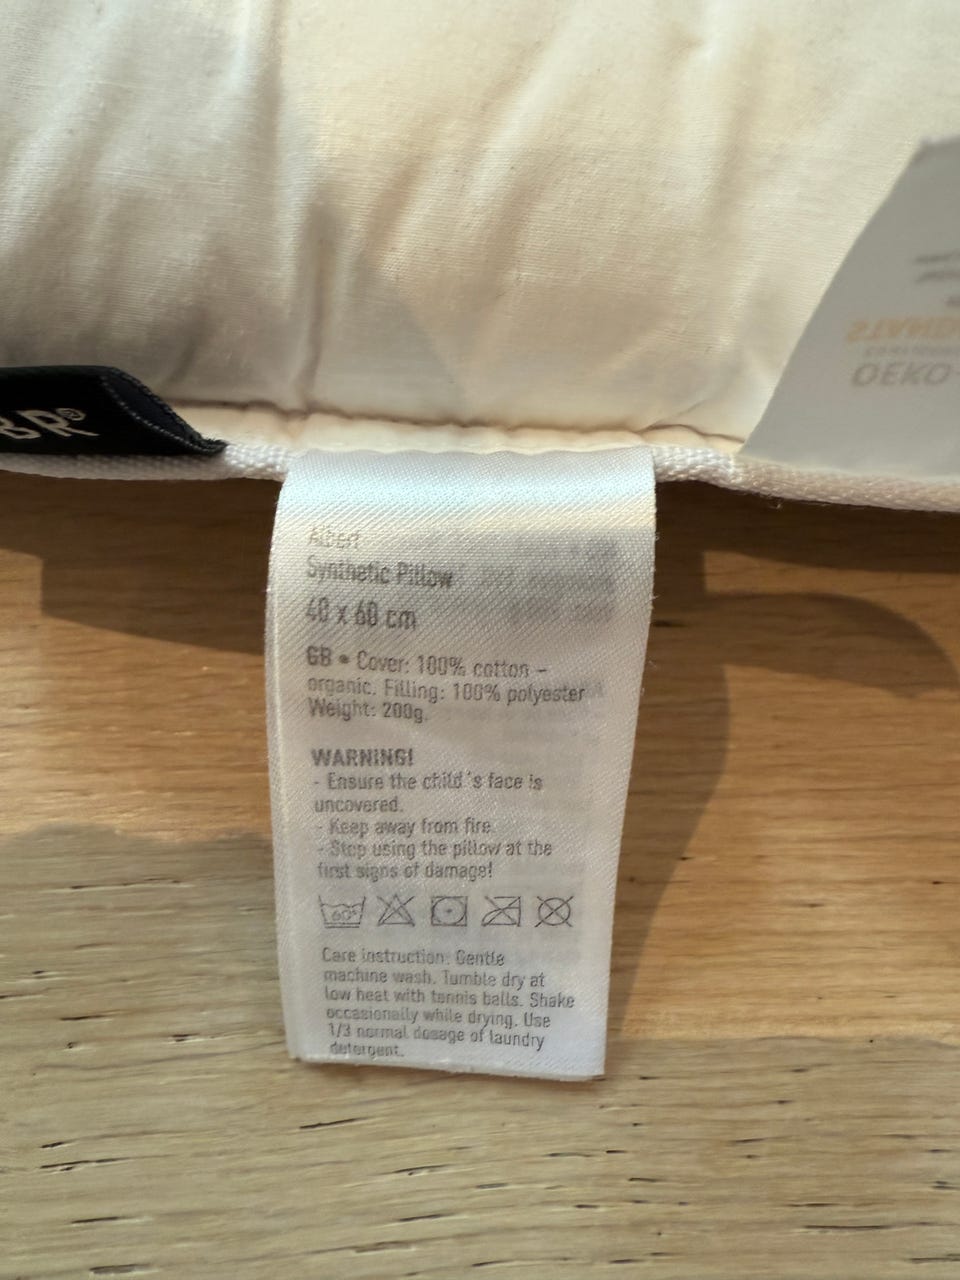 BR®
OEKO-
STAND
Albert
Synthetic Pillow
40 x 60 cm
GB • Cover: 100% cotton –
organic. Filling: 100% polyester
Weight: 200g.
WARNING!
- Ensure the child's face is
uncovered.
- Keep away from fire.
- Stop using the pillow at the
first signs of damage!
60°
Care instruction: Gentle
machine wash. Tumble dry at
low heat with tennis balls. Shake
occasionally while drying. Use
1/3 normal dosage of laundry
detergent.